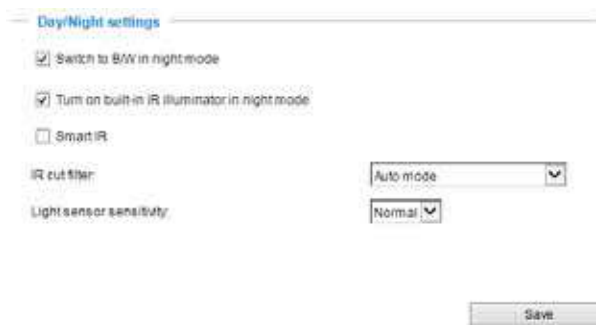 Day/Night settings
Switch to B/W in night mode
Turn on built-in IR illuminator in night mode
Smart IR
IR cut filter: Auto mode
Light sensor sensitivity: Normal
Save